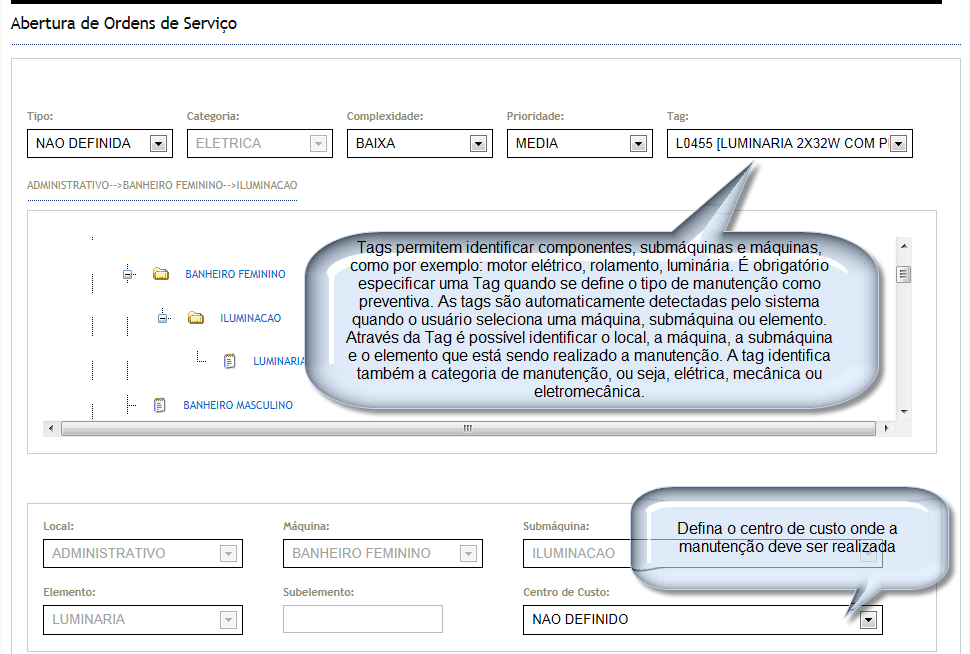 Abertura de Ordens de Serviço
Tipo: Categoria: Complexidade: Prioridade: Tag:
NAO DEFINIDA ELETRICA BAIXA MEDIA L0455 [LUMINARIA 2X32W COM P
ADMINISTRATIVO-->BANHEIRO FEMININO-->ILUMINACAO
Tags permitem identificar componentes, submáquinas e máquinas,
como por exemplo: motor elétrico, rolamento, luminária. É obrigatório
especificar uma Tag quando se define o tipo de manutenção como
preventiva. As tags são automaticamente detectadas pelo sistema
quando o usuário seleciona uma máquina, submáquina ou elemento.
Através da Tag é possível identificar o local, a máquina, a submáquina
e o elemento que está sendo realizado a manutenção. A tag identifica
também a categoria de manutenção, ou seja, elétrica, mecânica ou
eletromecânica.
BANHEIRO FEMININO
ILUMINACAO
LUMINARIA
BANHEIRO MASCULINO
Local: Máquina: Submáquina:
ADMINISTRATIVO BANHEIRO FEMININO ILUMINACAO
Defina o centro de custo onde a
manutenção deve ser realizada
Elemento: Subelemento: Centro de Custo:
LUMINARIA NAO DEFINIDO